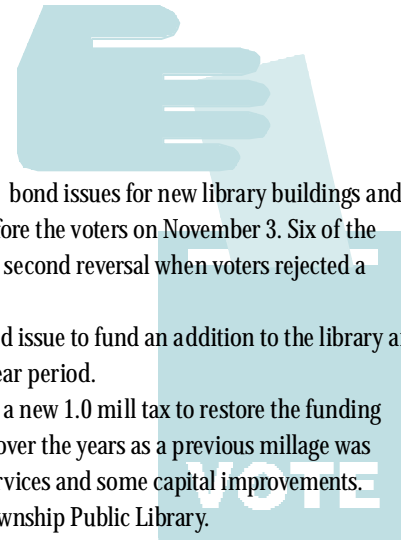 bond issues for new library buildings and
fore the voters on November 3. Six of the
second reversal when voters rejected a
d issue to fund an addition to the library a
ear period.
a new 1.0 mill tax to restore the funding
over the years as a previous millage was
rvices and some capital improvements.
wnship Public Library.
VOTE